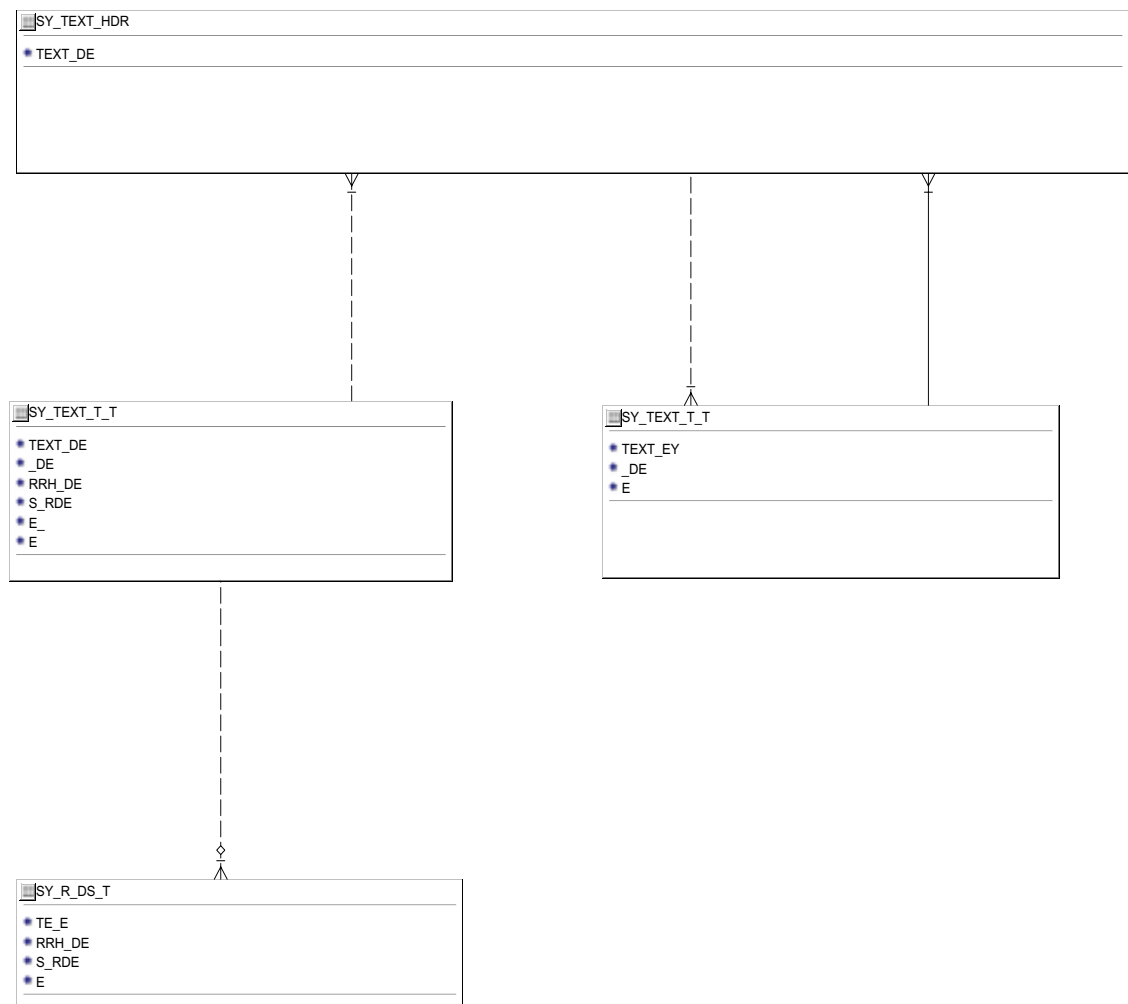 SY_TEXT_HDR
TEXT_DE
SY_TEXT_T_T
TEXT_DE
_DE
RRH_DE
S_RDE
E_
E
SY_TEXT_T_T
TEXT_EY
_DE
E
SY_R_DS_T
TE_E
RRH_DE
S_RDE
E